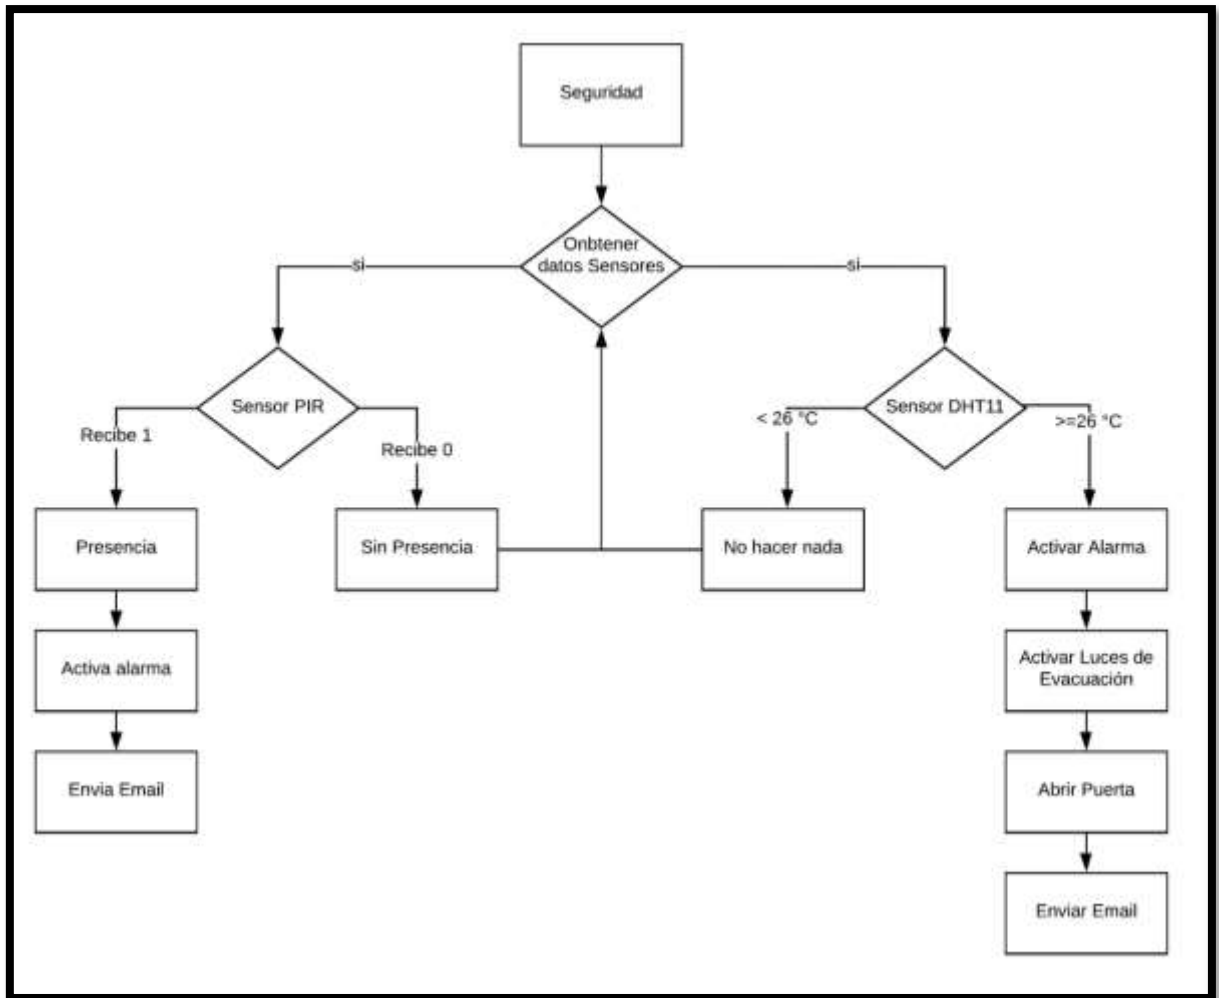 Seguridad
Onbtener
datos Sensores
si
si
Sensor PIR
Sensor DHT11
Recibe 1
Recibe 0
< 26 °C
>=26 °C
Presencia
Sin Presencia
No hacer nada
Activar Alarma
Activa alarma
Activar Luces de
Evacuación
Envia Email
Abrir Puerta
Enviar Email